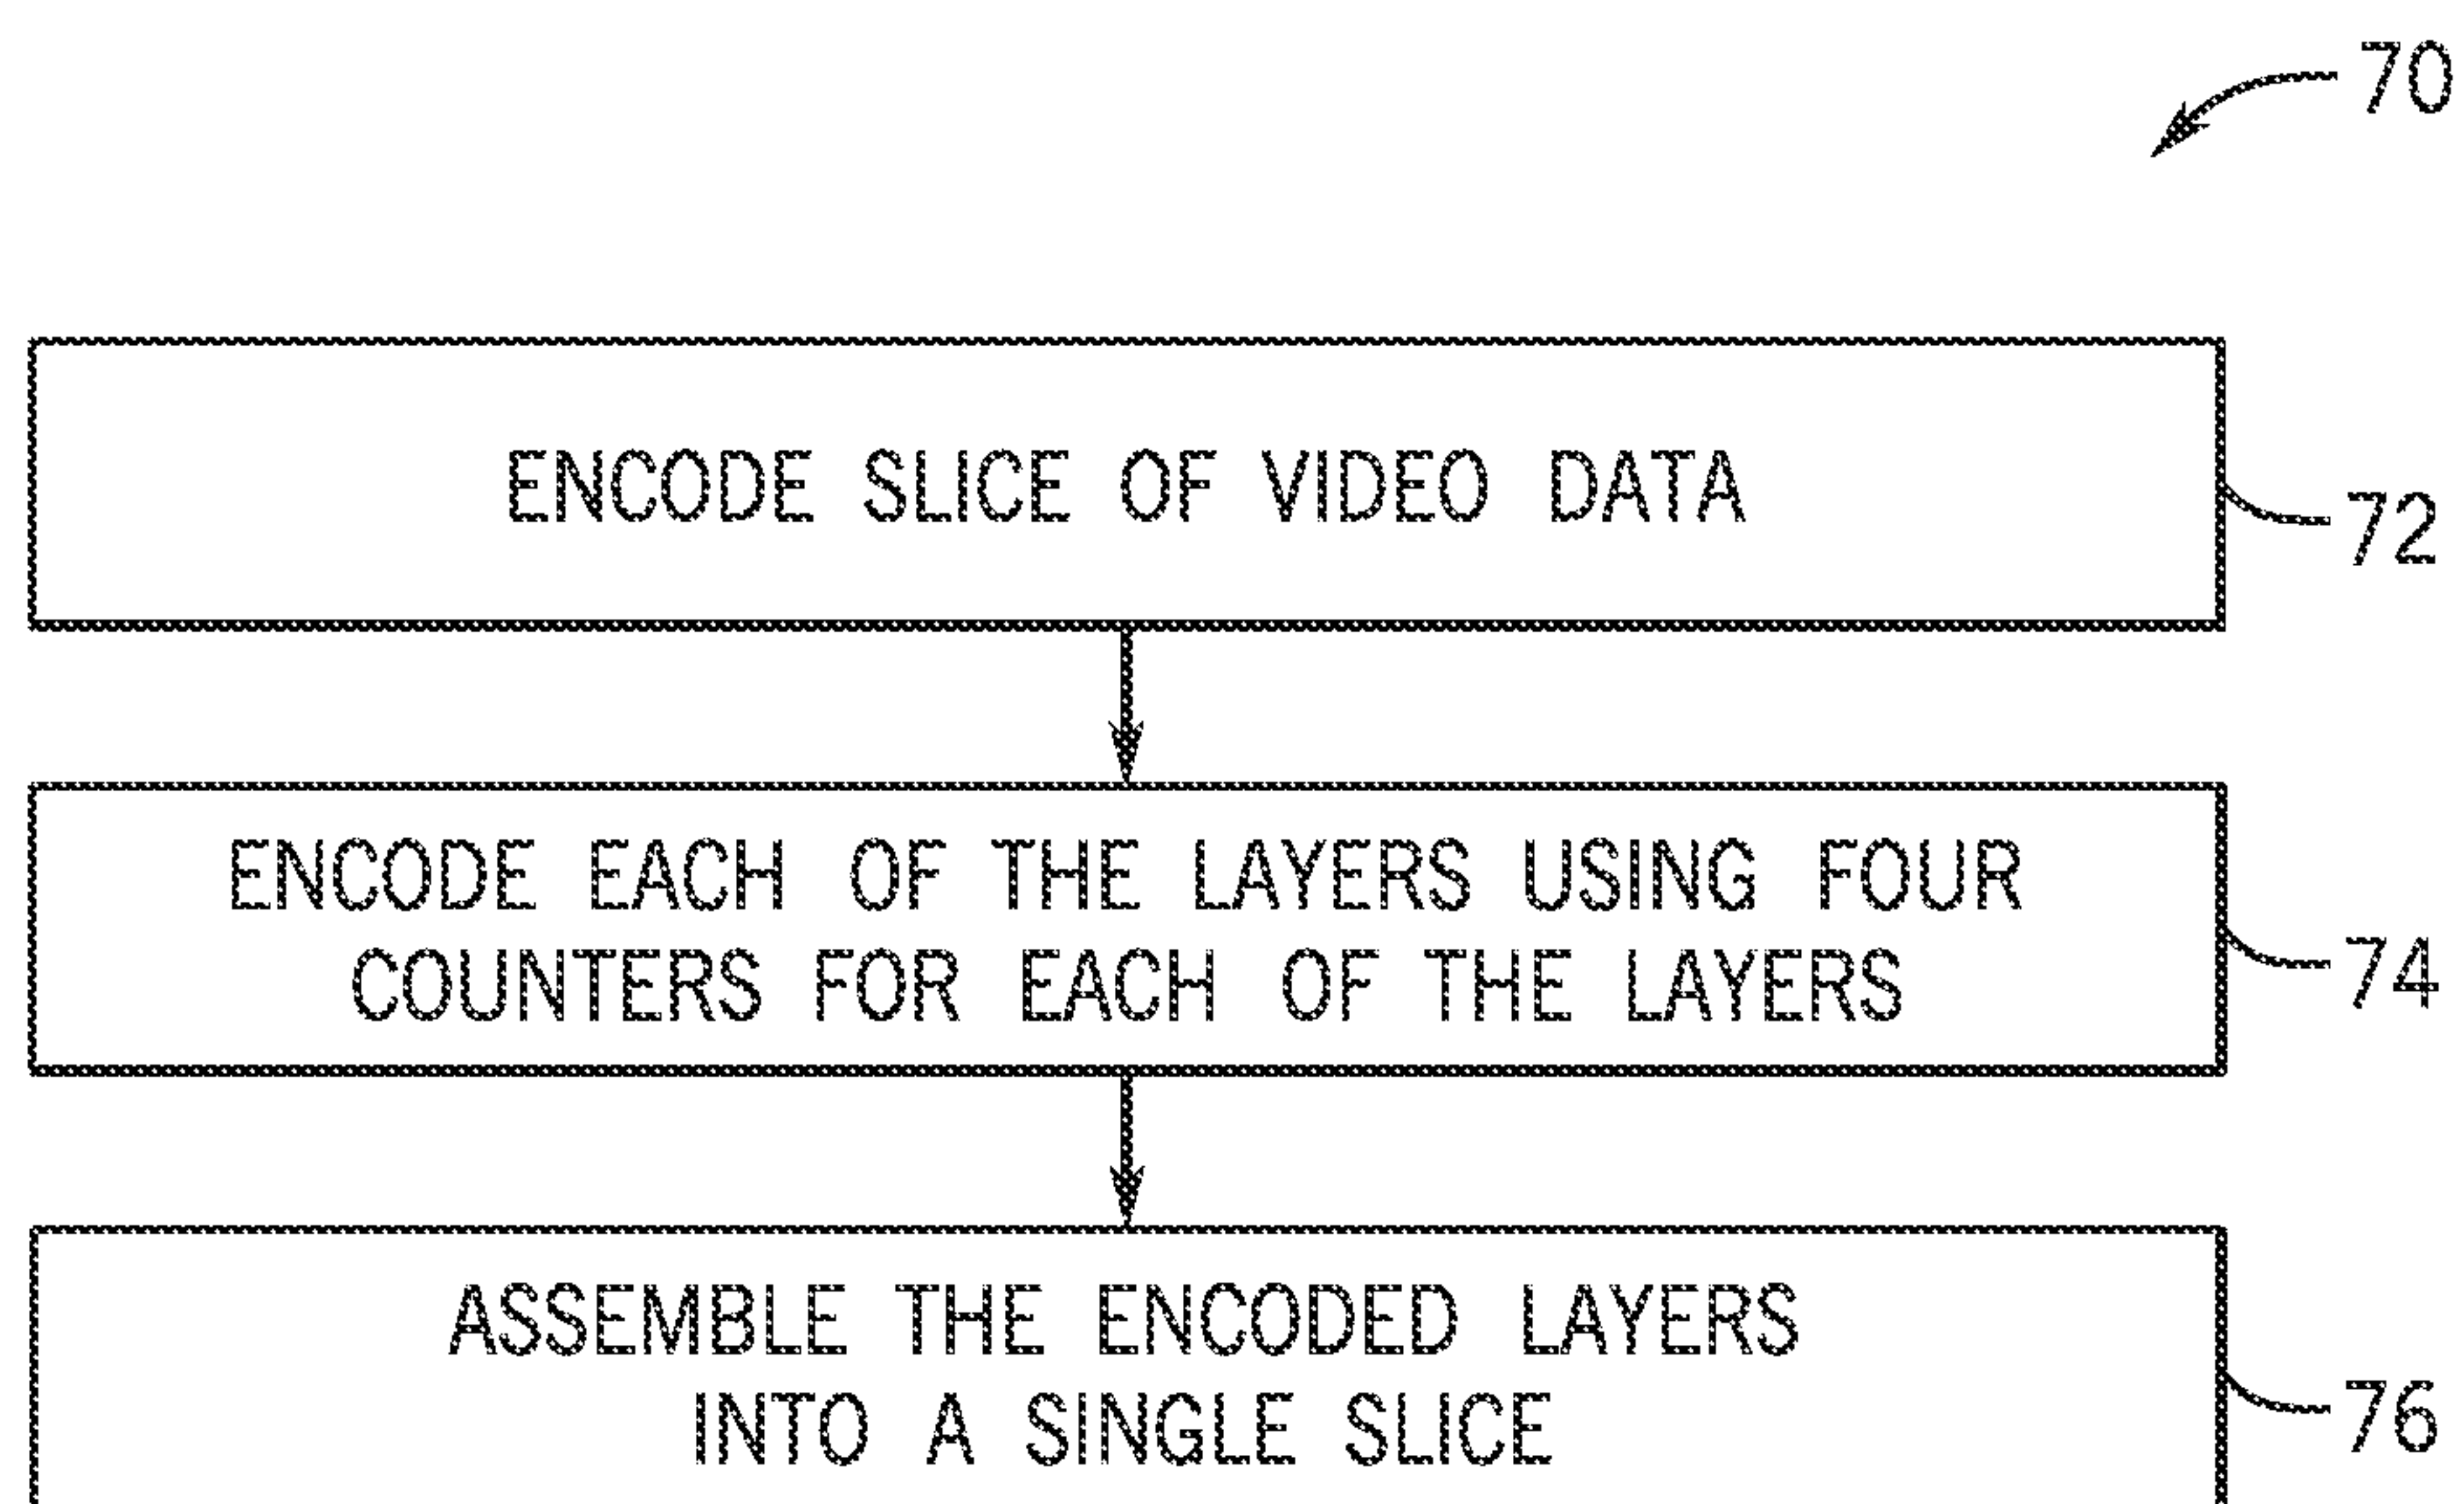 70
ENCODE SLICE OF VIDEO DATA
72
ENCODE EACH OF THE LAYERS USING FOUR
COUNTERS FOR EACH OF THE LAYERS
74
ASSEMBLE THE ENCODED LAYERS
INTO A SINGLE SLICE
76